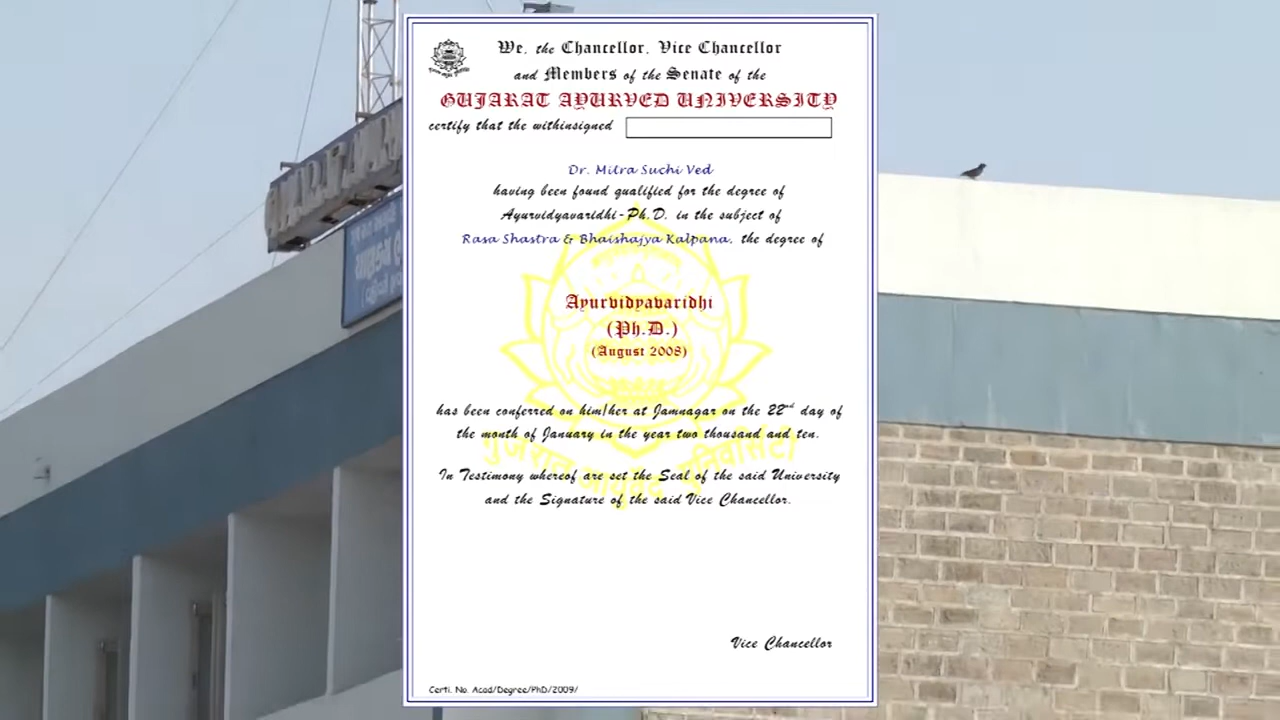 We, the Chancellor, Vice Chancellor
and Members of the Senate of the
GUJARAT AYURVED UNIVERSITY
certify that the withinsigned
Dr. Mitra Suchi Ved
having been found qualified for the degree of
Ayurvidyavaridhi-Ph.D. in the subject of
Rasa Shastra & Bhaishajya Kalpana, the degree of
Ayurvidyavaridhi
(Ph.D.)
(August 2008)
has been conferred on him/her at Jamnagar on the 22nd day of
the month of January in the year two thousand and ten.
गुजरात आयुर्वेद युनिवर्सिटी
In Testimony whereof are set the Seal of the said University
and the Signature of the said Vice Chancellor.
Vice Chancellor
Certi. No. Acad/Degree/PhD/2009/